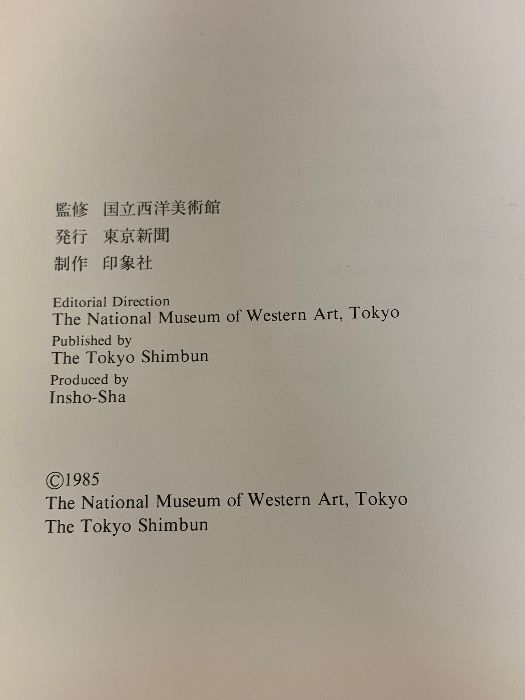 監修 国立西洋美術館
発行 東京新聞
制作 印象社
Editorial Direction
The National Museum of Western Art, Tokyo
Published by
The Tokyo Shimbun
Produced by
Insho-Sha
©1985
The National Museum of Western Art, Tokyo
The Tokyo Shimbun